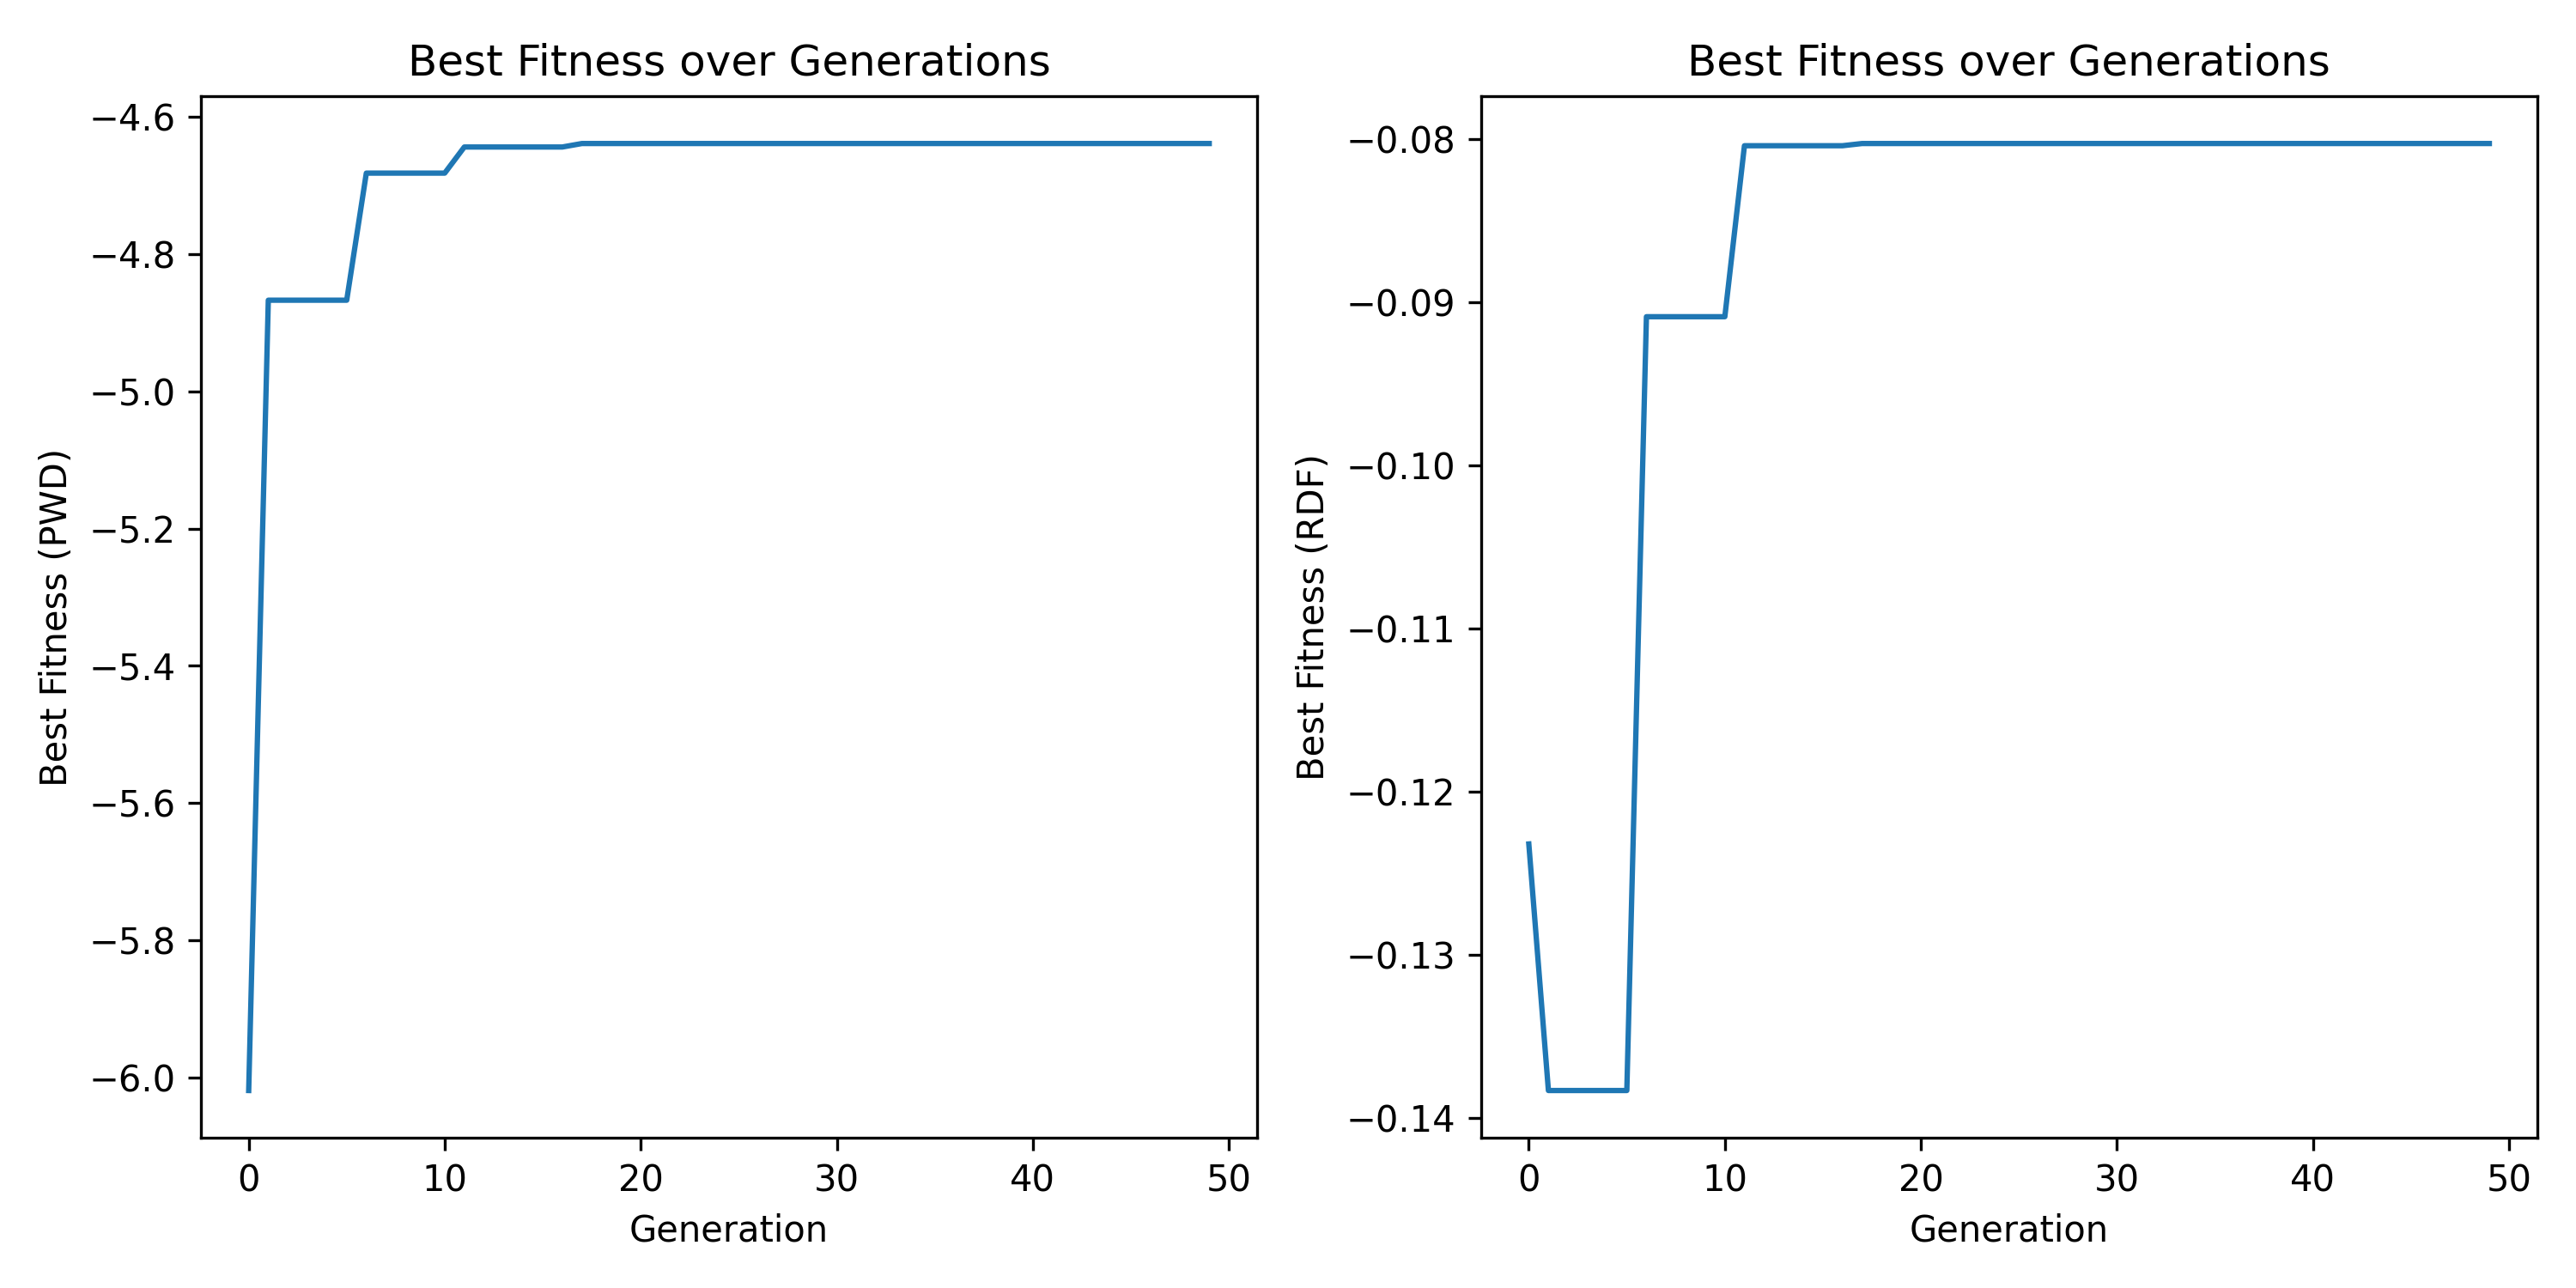 Best Fitness over Generations
Best Fitness (PWD)
−4.6
−4.8
−5.0
−5.2
−5.4
−5.6
−5.8
−6.0
0 10 20 30 40 50
Generation
Best Fitness over Generations
Best Fitness (RDF)
−0.08
−0.09
−0.10
−0.11
−0.12
−0.13
−0.14
0 10 20 30 40 50
Generation